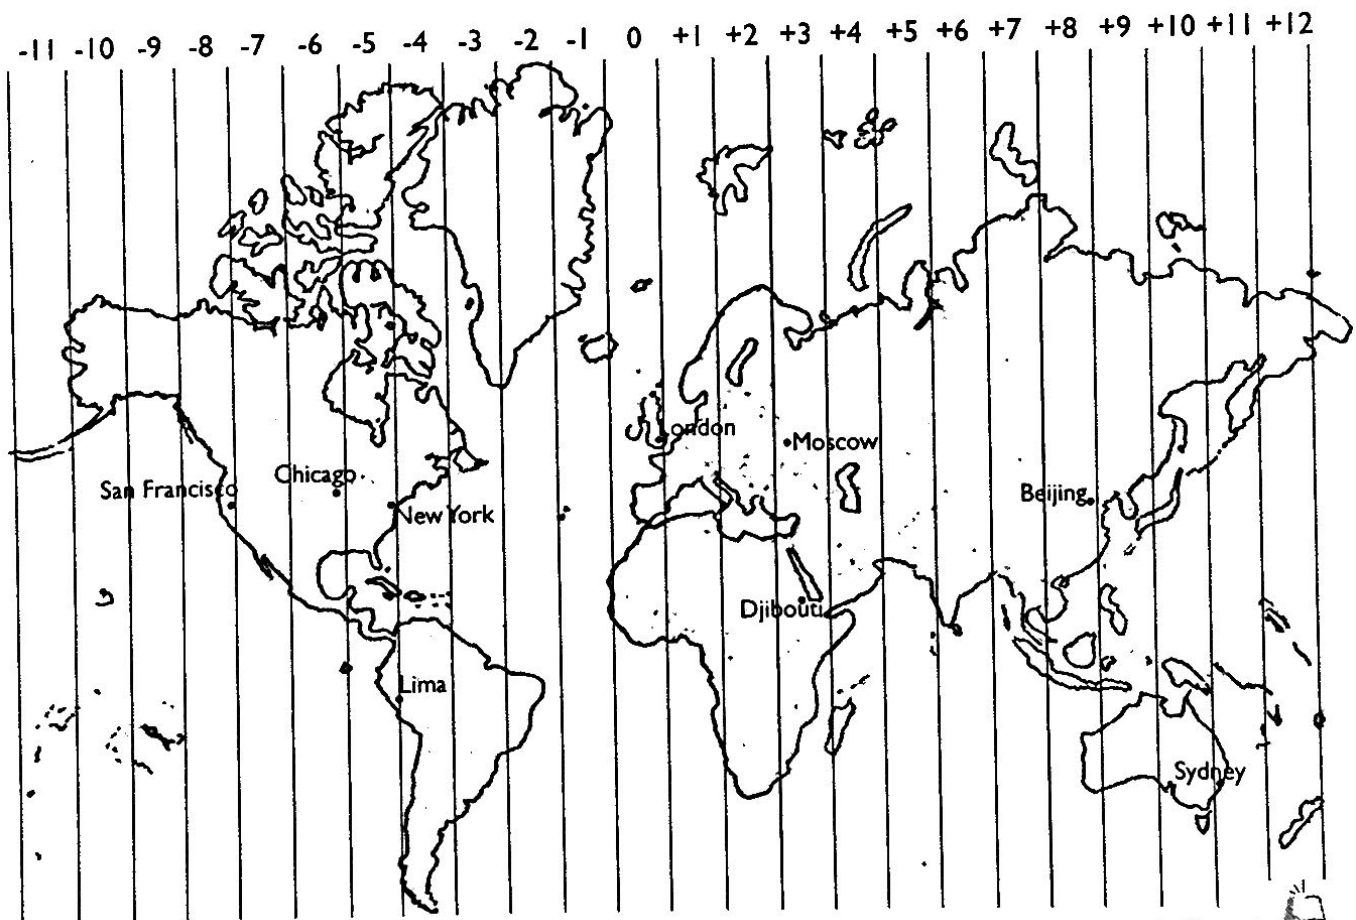 -11 -10 -9 -8 -7 -6 -5 -4 -3 -2 -1 0 +1 +2 +3 +4 +5 +6 +7 +8 +9 +10 +11 +12
London
Moscow
Chicago
San Francisco
New York
Beijing
Djibouti
Lima
Sydney